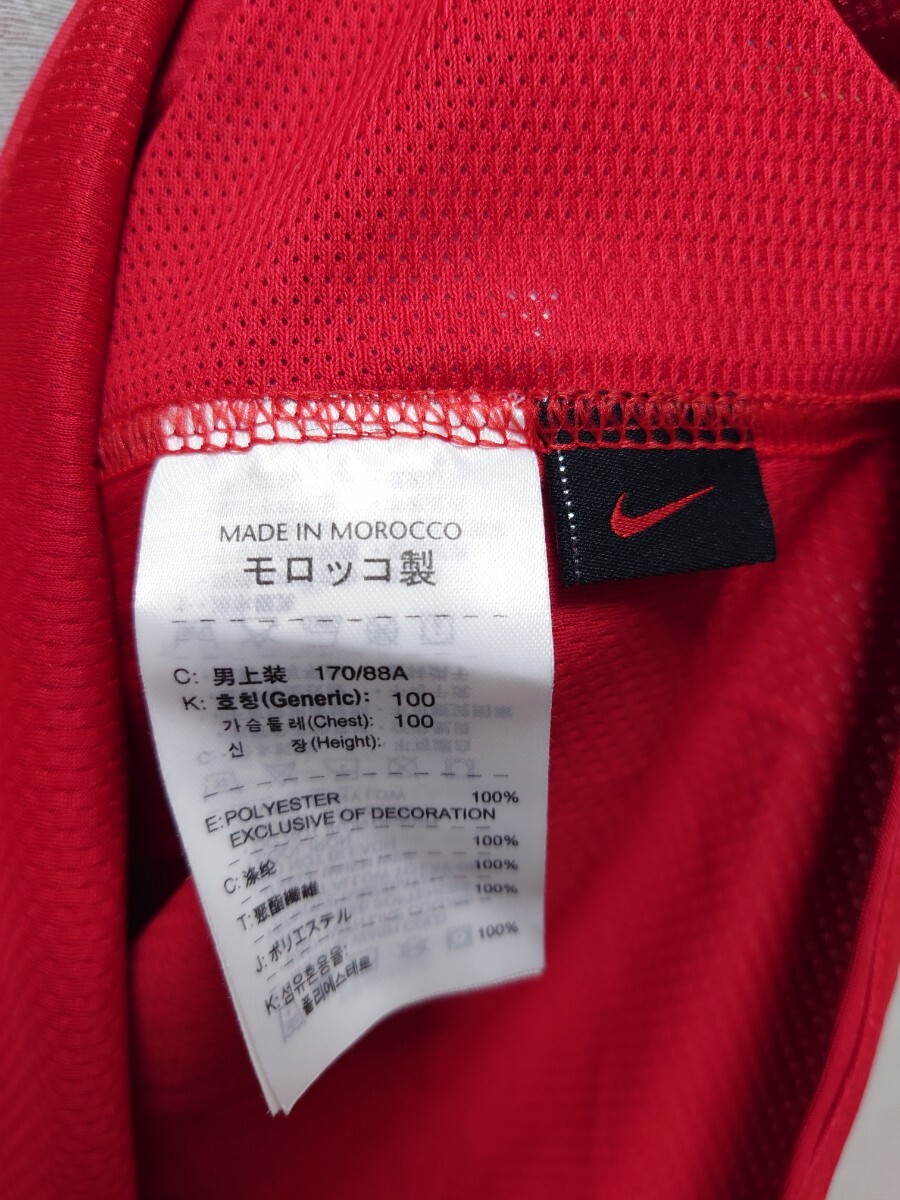 MADE IN MOROCCO
モロッコ製
C: 男上装 170/88A
K: 호칭(Generic): 100
가슴둘레(Chest): 100
신 장(Height):
E:POLYESTER 100%
EXCLUSIVE OF DECORATION
C:涤纶 100%
T:聚酯纖維 100%
J:ポリエステル 100%
K:섬유혼용율:
폴리에스테르 100%